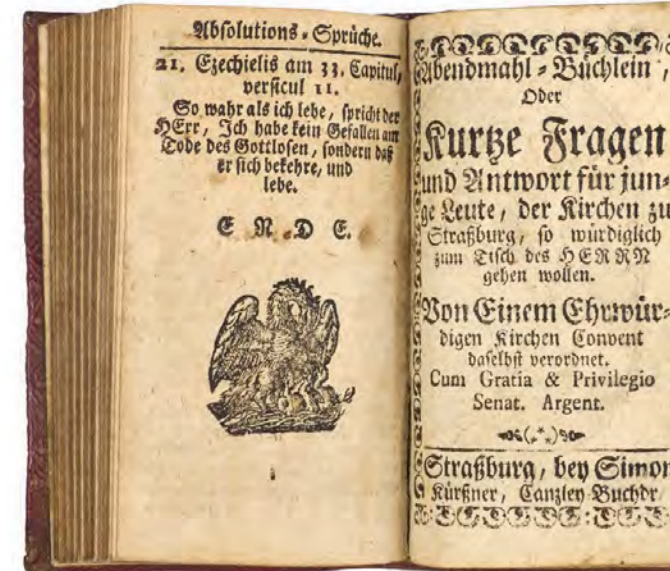 Absolutions-Sprüche.
21. Ezechielis am 33. Capitul,
versicul 11.
So wahr als ich lebe, spricht der
HErr, Ich habe kein Gefallen am
Tode des Gottlosen, sondern daß
er sich bekehre, und
lebe.
E N D E.
Abendmahl-Büchlein,
Oder
Kurtze Fragen
und Antwort für jun-
ge Leute, der Kirchen zu
Straßburg, so würdiglich
zum Tisch des HERRN
gehen wollen.
Von Einem Ehrwür-
digen Kirchen Convent
daselbst verordnet.
Cum Gratia & Privilegio
Senat. Argent.
Straßburg, bey Simon
Kürßner, Cantzley-Buchdr.